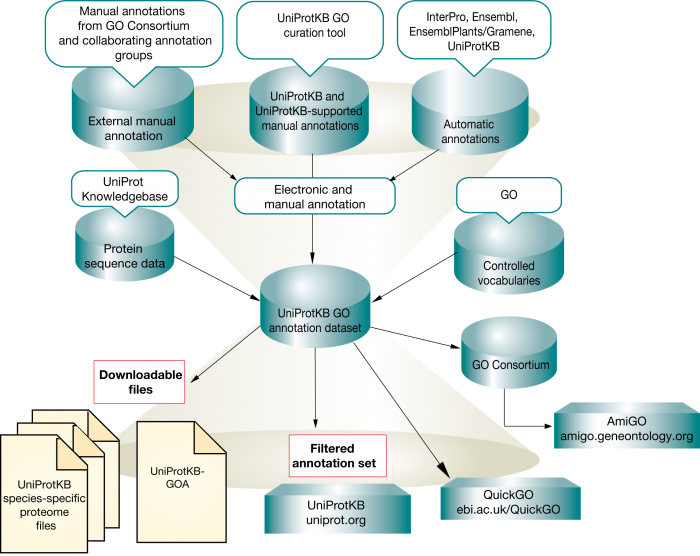 Manual annotations
from GO Consortium
and collaborating annotation
groups
UniProtKB GO
curation tool
InterPro, Ensembl,
EnsemblPlants/Gramene,
UniProtKB
External manual
annotation
UniProtKB and
UniProtKB-supported
manual annotations
Automatic
annotations
Electronic and
manual annotation
UniProt
Knowledgebase
GO
Protein
sequence data
Controlled
vocabularies
UniProtKB GO
annotation dataset
GO Consortium
Downloadable
files
AmiGO
amigo.geneontology.org
Filtered
annotation set
UniProtKB
species-specific
proteome
files
UniProtKB-
GOA
UniProtKB
uniprot.org
QuickGO
ebi.ac.uk/QuickGO